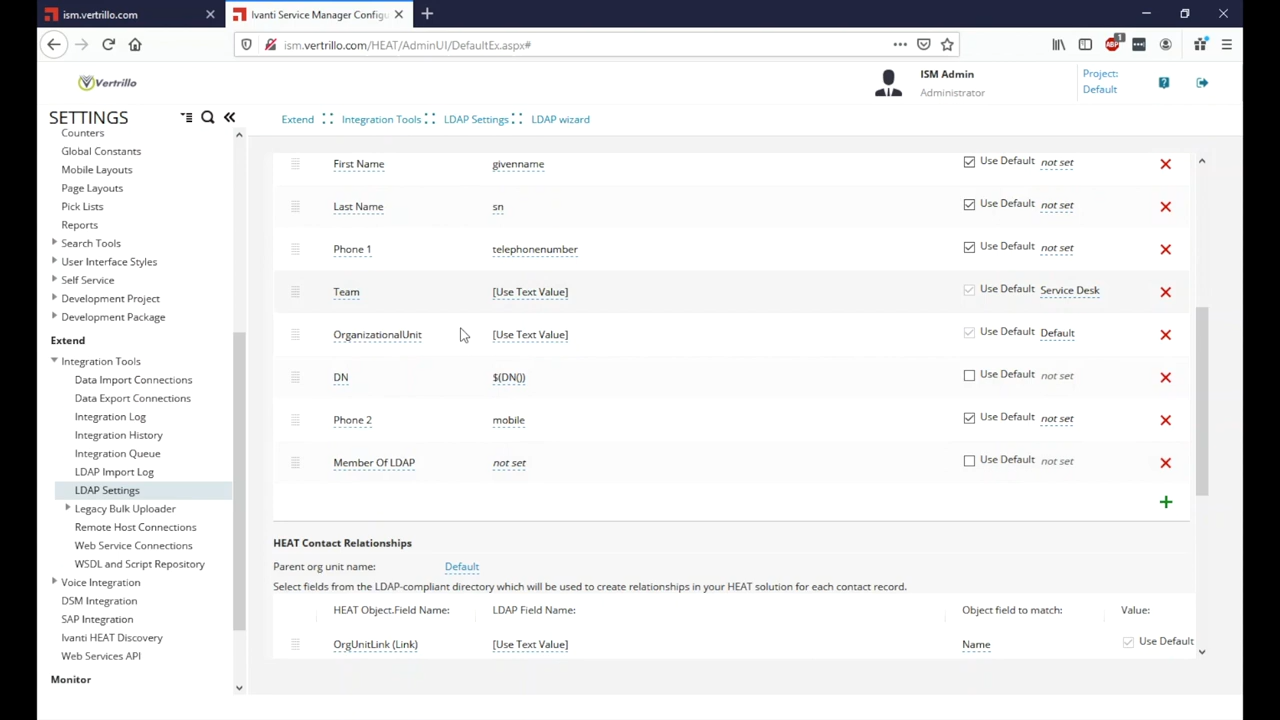 ism.vertrillo.com
Ivanti Service Manager Configu
ism.vertrillo.com/HEAT/AdminUI/DefaultEx.aspx#
ABP
1
Vertrillo
ISM Admin
Administrator
Project:
Default
SETTINGS
Extend
Integration Tools
LDAP Settings
LDAP wizard
Counters
Global Constants
Mobile Layouts
Page Layouts
Pick Lists
Reports
Search Tools
User Interface Styles
Self Service
Development Project
Development Package
Extend
Integration Tools
Data Import Connections
Data Export Connections
Integration Log
Integration History
Integration Queue
LDAP Import Log
LDAP Settings
Legacy Bulk Uploader
Remote Host Connections
Web Service Connections
WSDL and Script Repository
Voice Integration
DSM Integration
SAP Integration
Ivanti HEAT Discovery
Web Services API
Monitor
First Name givenname Use Default not set
Last Name sn Use Default not set
Phone 1 telephonenumber Use Default not set
Team [Use Text Value] Use Default Service Desk
OrganizationalUnit [Use Text Value] Use Default Default
DN $(DN()) Use Default not set
Phone 2 mobile Use Default not set
Member Of LDAP not set Use Default not set
HEAT Contact Relationships
Parent org unit name: Default
Select fields from the LDAP-compliant directory which will be used to create relationships in your HEAT solution for each contact record.
HEAT Object.Field Name: LDAP Field Name: Object field to match: Value:
OrgUnitLink (Link) [Use Text Value] Name Use Default